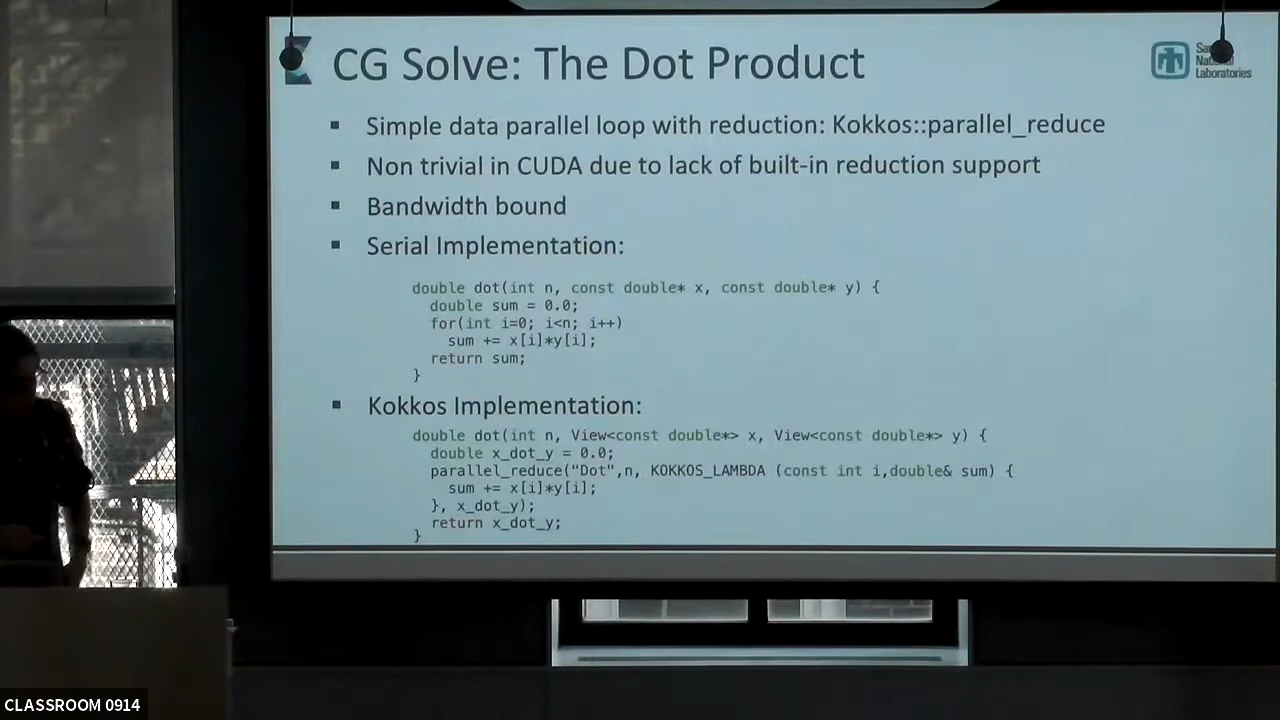 CG Solve: The Dot Product
Laboratories
▪ Simple data parallel loop with reduction: Kokkos::parallel_reduce
▪ Non trivial in CUDA due to lack of built-in reduction support
▪ Bandwidth bound
▪ Serial Implementation:
double dot(int n, const double* x, const double* y) {
double sum = 0.0;
for(int i=0; i<n; i++)
sum += x[i]*y[i];
return sum;
}
▪ Kokkos Implementation:
double dot(int n, View<const double*> x, View<const double*> y) {
double x_dot_y = 0.0;
parallel_reduce("Dot",n, KOKKOS_LAMBDA (const int i,double& sum) {
sum += x[i]*y[i];
}, x_dot_y);
return x_dot_y;
}
CLASSROOM 0914